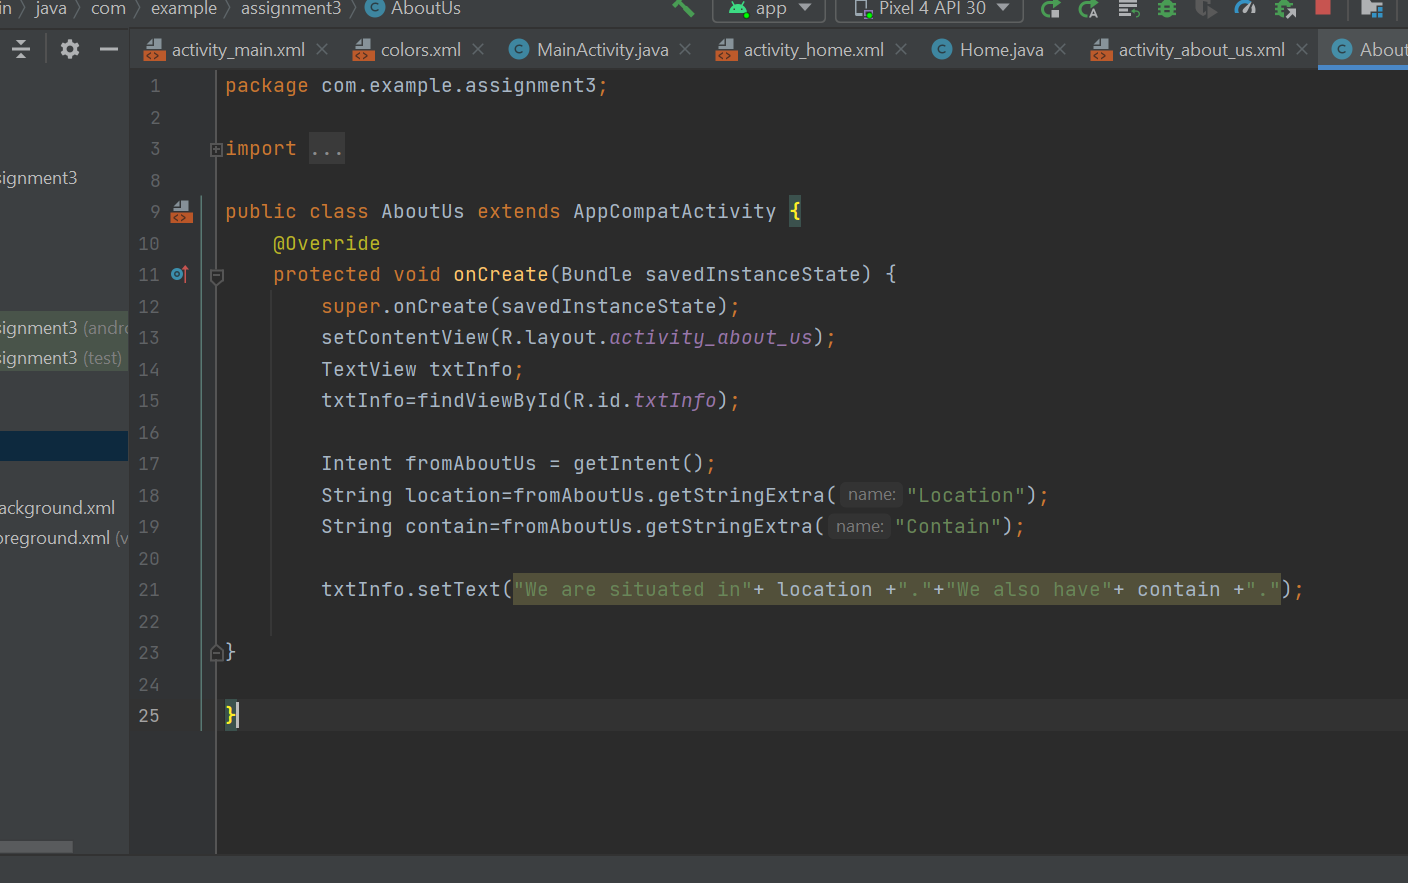 in java com example assignment3 AboutUs app Pixel 4 API 30
activity_main.xml colors.xml MainActivity.java activity_home.xml Home.java activity_about_us.xml About
signment3
signment3 (andro
signment3 (test)
ackground.xml
oreground.xml (v
1 package com.example.assignment3;
2
3 import ...
8
9 public class AboutUs extends AppCompatActivity {
10 @Override
11 protected void onCreate(Bundle savedInstanceState) {
12 super.onCreate(savedInstanceState);
13 setContentView(R.layout.activity_about_us);
14 TextView txtInfo;
15 txtInfo=findViewById(R.id.txtInfo);
16
17 Intent fromAboutUs = getIntent();
18 String location=fromAboutUs.getStringExtra( name: "Location");
19 String contain=fromAboutUs.getStringExtra( name: "Contain");
20
21 txtInfo.setText("We are situated in"+ location +"."+"We also have"+ contain +".");
22
23 }
24
25 }